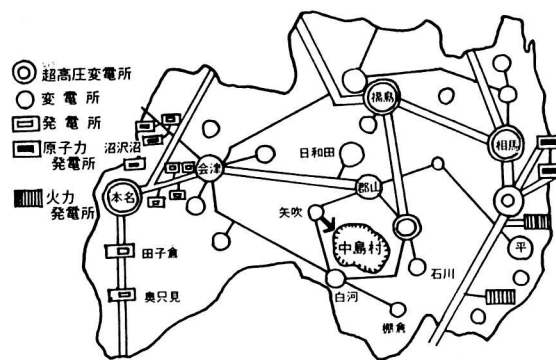 超高圧変電所
変電所
発電所
原子力
発電所
火力
発電所
沼沢沼
会津
本名
田子倉
奥只見
福島
相馬
日和田
郡山
矢吹
中島村
白河
石川
棚倉
平